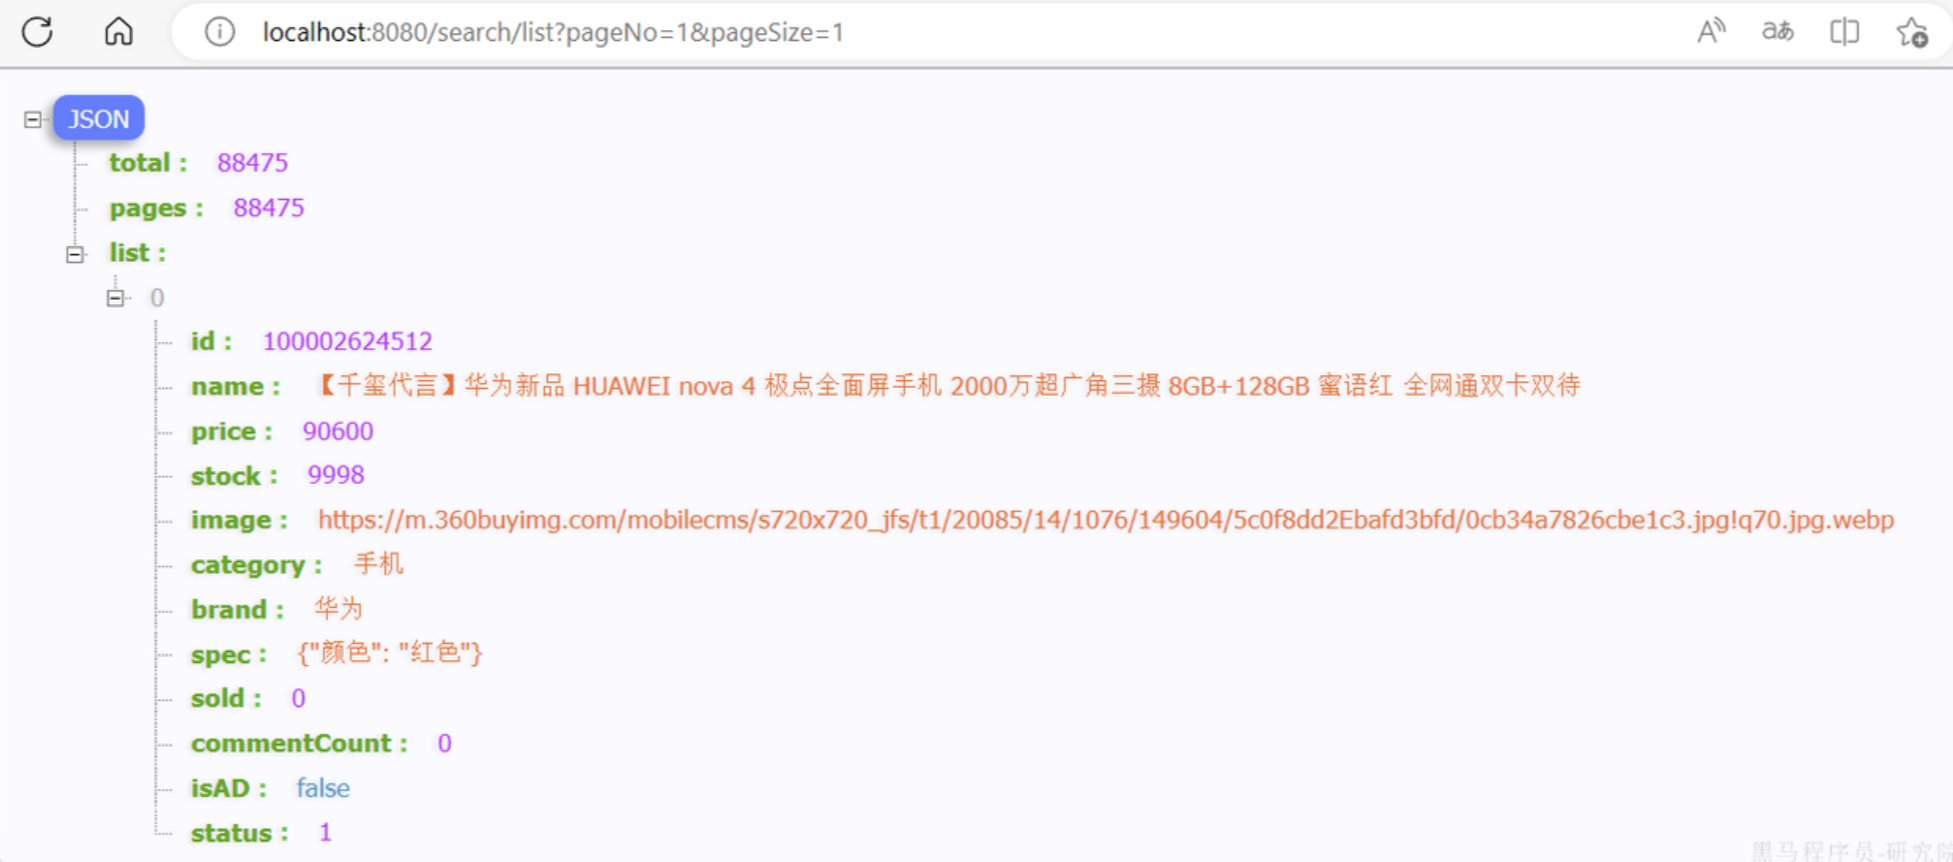 localhost:8080/search/list?pageNo=1&pageSize=1
JSON
total : 88475
pages : 88475
list :
0
id : 100002624512
name : 【千玺代言】华为新品 HUAWEI nova 4 极点全面屏手机 2000万超广角三摄 8GB+128GB 蜜语红 全网通双卡双待
price : 90600
stock : 9998
image : https://m.360buyimg.com/mobilecms/s720x720_jfs/t1/20085/14/1076/149604/5c0f8dd2Ebafd3bfd/0cb34a7826cbe1c3.jpg!q70.jpg.webp
category : 手机
brand : 华为
spec : {"颜色": "红色"}
sold : 0
commentCount : 0
isAD : false
status : 1
黑马程序员-研究院